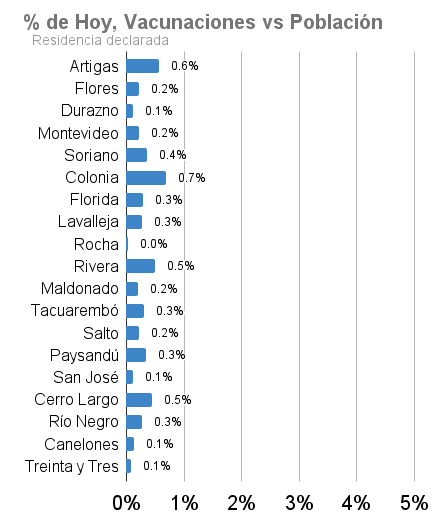 % de Hoy, Vacunaciones vs Población
Residencia declarada
Artigas 0.6%
Flores 0.2%
Durazno 0.1%
Montevideo 0.2%
Soriano 0.4%
Colonia 0.7%
Florida 0.3%
Lavalleja 0.3%
Rocha 0.0%
Rivera 0.5%
Maldonado 0.2%
Tacuarembó 0.3%
Salto 0.2%
Paysandú 0.3%
San José 0.1%
Cerro Largo 0.5%
Río Negro 0.3%
Canelones 0.1%
Treinta y Tres 0.1%
0% 1% 2% 3% 4% 5%